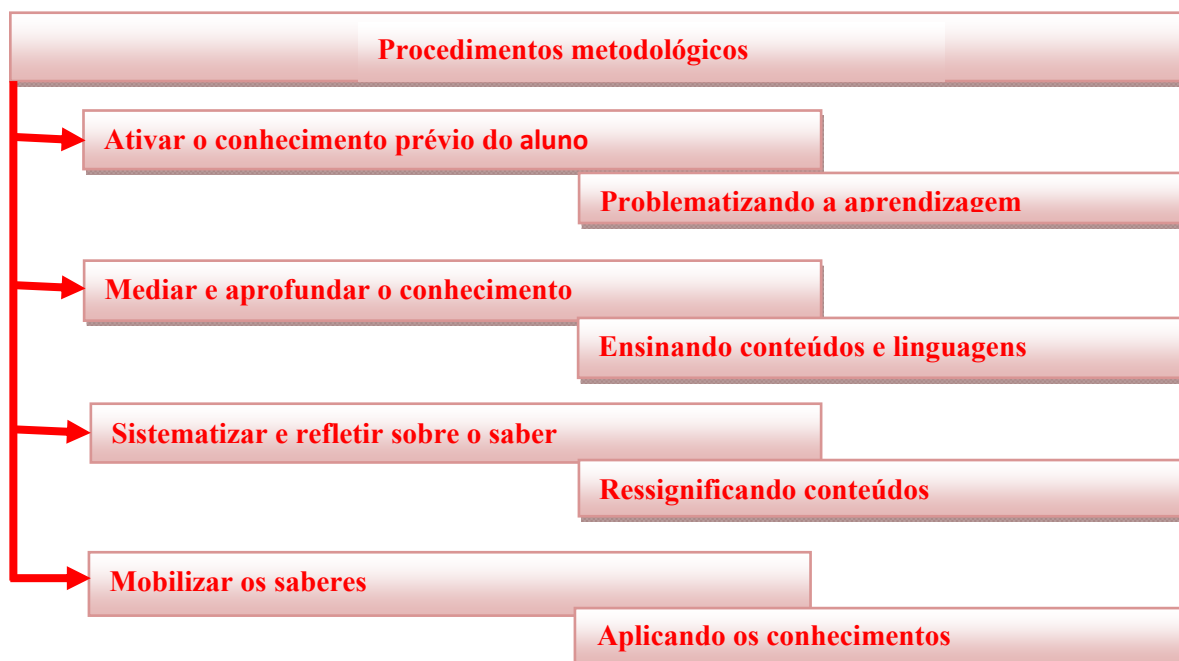 Procedimentos metodológicos
Ativar o conhecimento prévio do aluno
Problematizando a aprendizagem
Mediar e aprofundar o conhecimento
Ensinando conteúdos e linguagens
Sistematizar e refletir sobre o saber
Ressignificando conteúdos
Mobilizar os saberes
Aplicando os conhecimentos